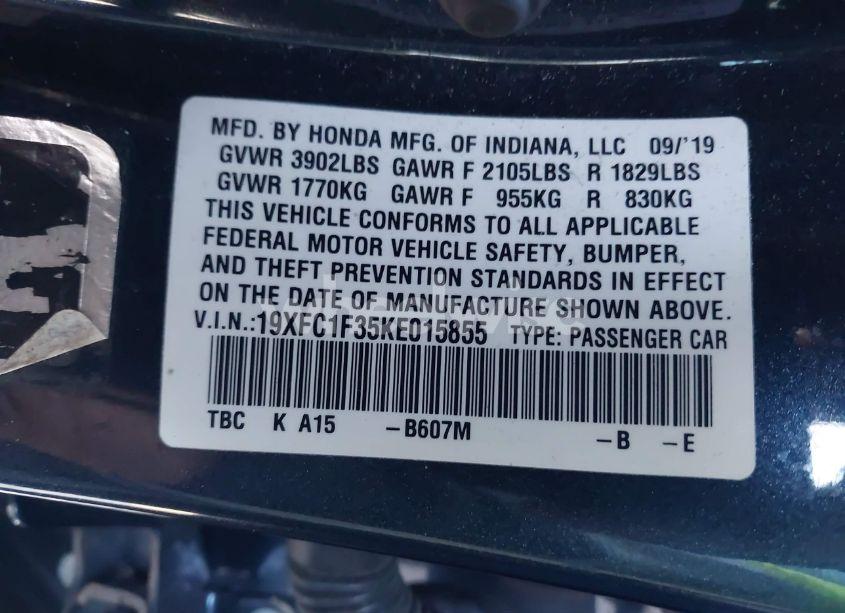 MFD. BY HONDA MFG. OF INDIANA, LLC 09/'19
GVWR 3902LBS GAWR F 2105LBS R 1829LBS
GVWR 1770KG GAWR F 955KG R 830KG
THIS VEHICLE CONFORMS TO ALL APPLICABLE
FEDERAL MOTOR VEHICLE SAFETY, BUMPER,
AND THEFT PREVENTION STANDARDS IN EFFECT
ON THE DATE OF MANUFACTURE SHOWN ABOVE.
V.I.N.:19XFC1F35KE015855 TYPE: PASSENGER CAR
TBC K A15 -B607M -B -E